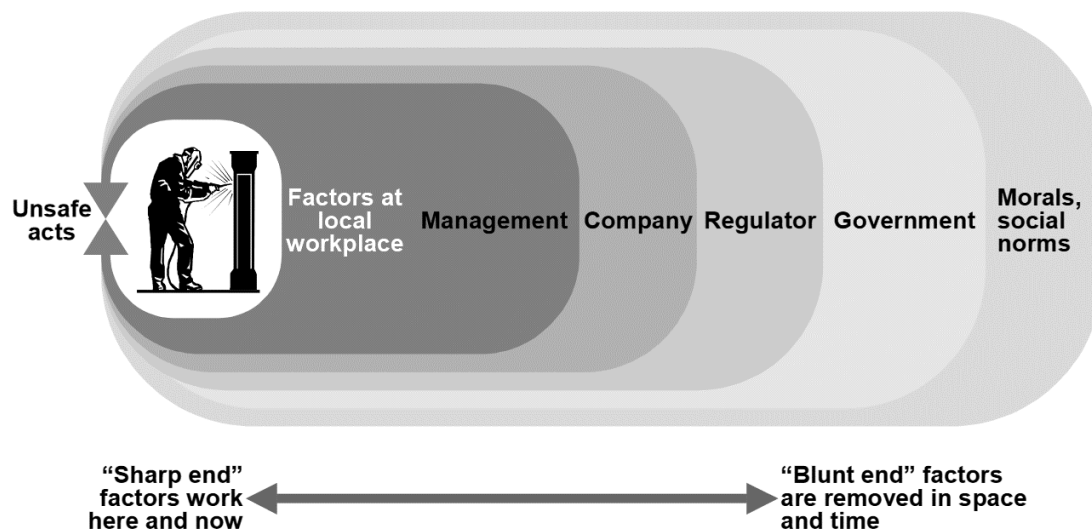 Unsafe
acts
Factors at
local
workplace
Management
Company
Regulator
Government
Morals,
social
norms
“Sharp end”
factors work
here and now
“Blunt end” factors
are removed in space
and time